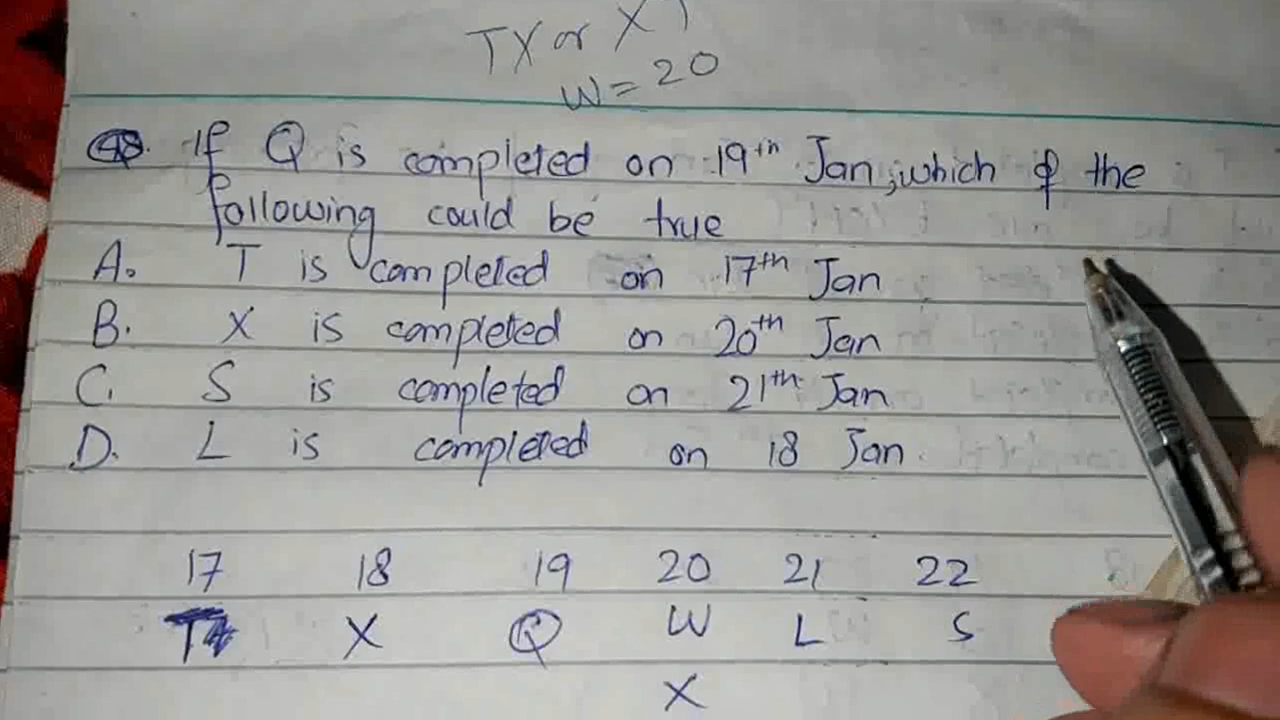 TX or X
W = 20
Q8. If Q is completed on 19th Jan, which of the
following could be true
A. T is completed on 17th Jan
B. X is completed on 20th Jan
C. S is completed on 21th Jan
D. L is completed on 18 Jan.
17 18 19 20 21 22
T X Q W L S
X